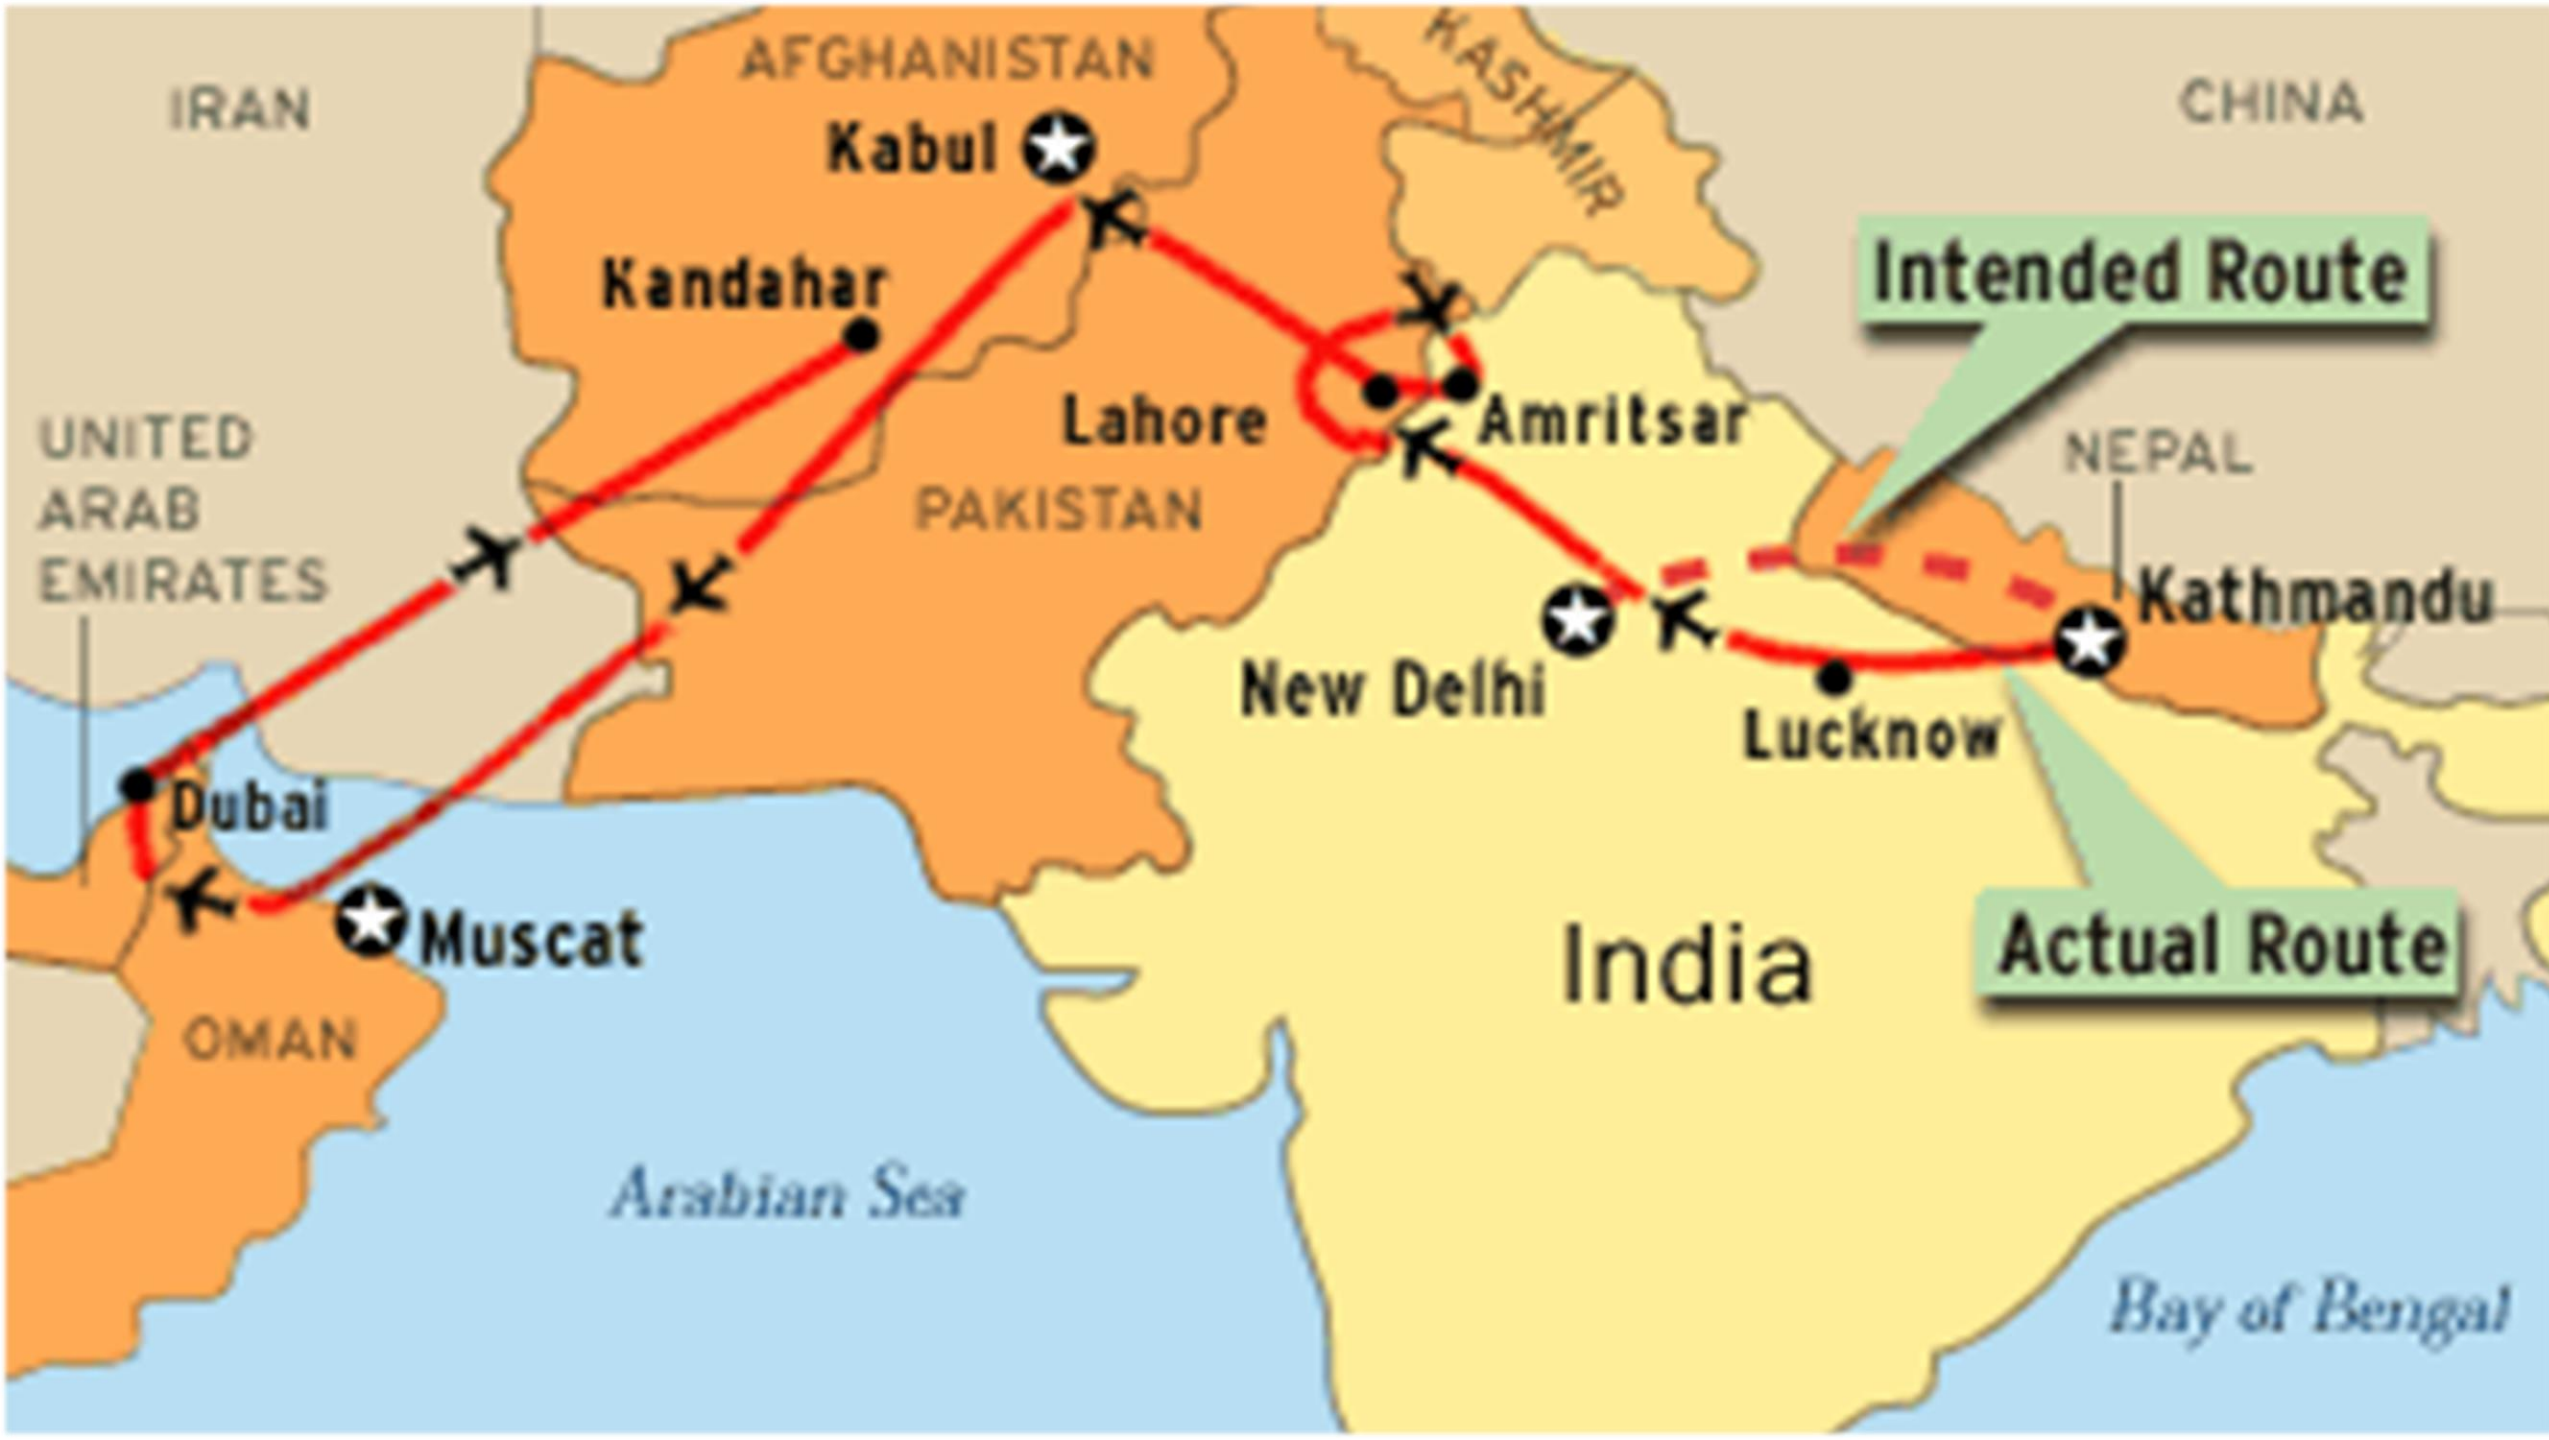 AFGHANISTAN
KASHMIR
IRAN
CHINA
Kabul
Intended Route
Kandahar
Lahore
Amritsar
UNITED
ARAB
EMIRATES
NEPAL
PAKISTAN
Kathmandu
New Delhi
Lucknow
Dubai
Muscat
India
Actual Route
OMAN
Arabian Sea
Bay of Bengal